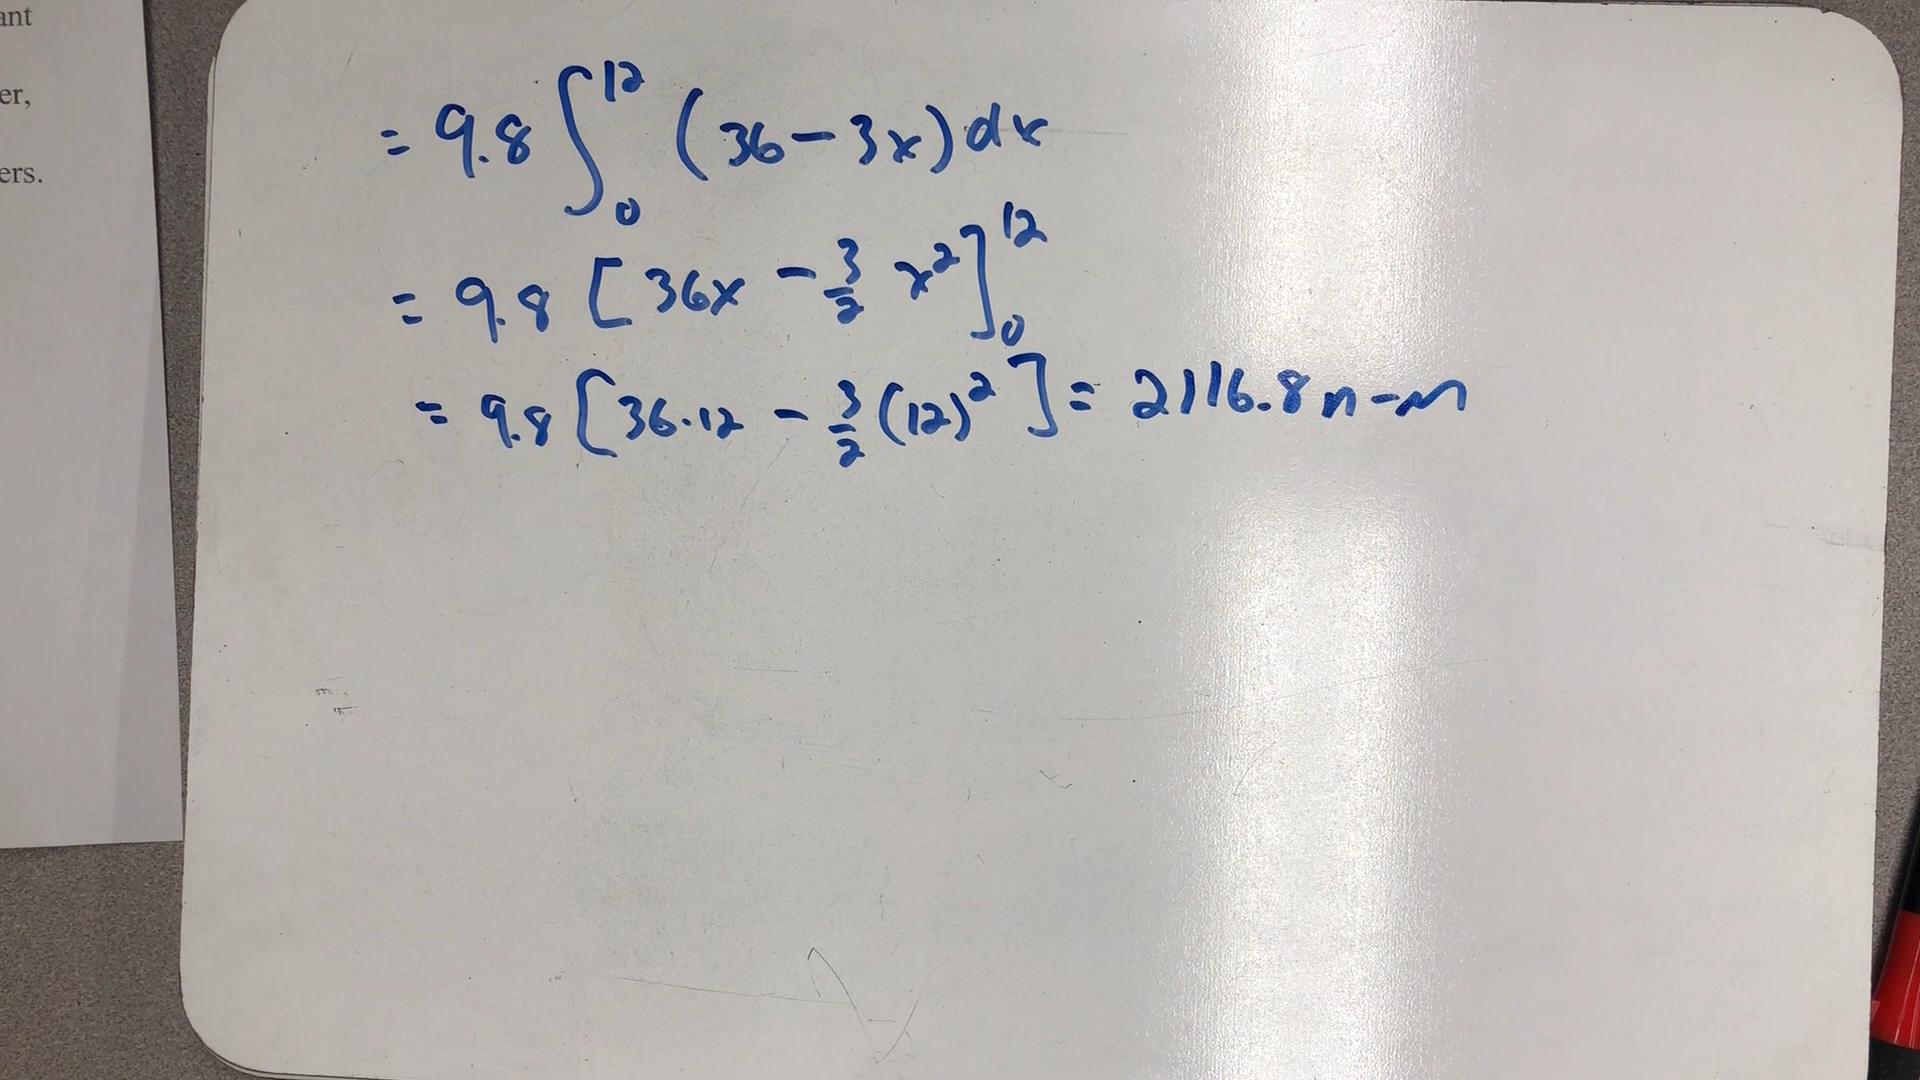 ant
er,
ers.
= 9.8 ∫₀¹² (36 - 3x) dx
= 9.8 [36x - 3/2 x²]₀¹²
= 9.8 [36·12 - 3/2 (12)²] = 2116.8 n-m